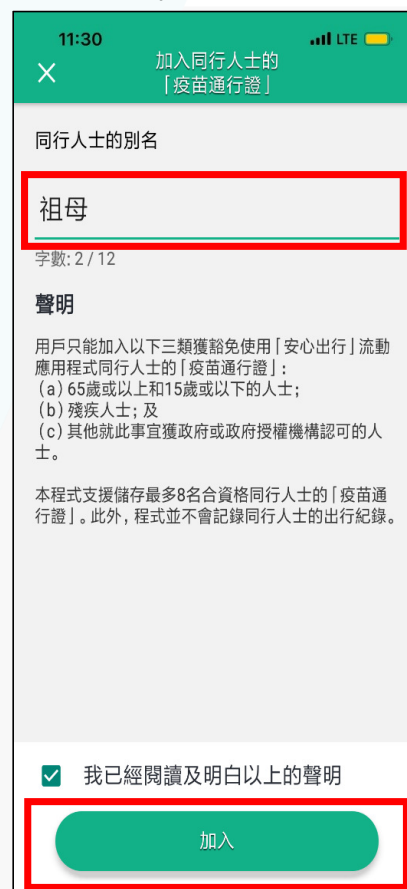 11:30
LTE
加入同行人士的
「疫苗通行證」
同行人士的別名
祖母
字數: 2 / 12
聲明
用戶只能加入以下三類獲豁免使用「安心出行」流動
應用程式同行人士的「疫苗通行證」:
(a) 65歲或以上和15歲或以下的人士;
(b) 殘疾人士; 及
(c) 其他就此事宜獲政府或政府授權機構認可的人
士。
本程式支援儲存最多8名合資格同行人士的「疫苗通
行證」。此外, 程式並不會記錄同行人士的出行紀錄。
我已經閱讀及明白以上的聲明
加入